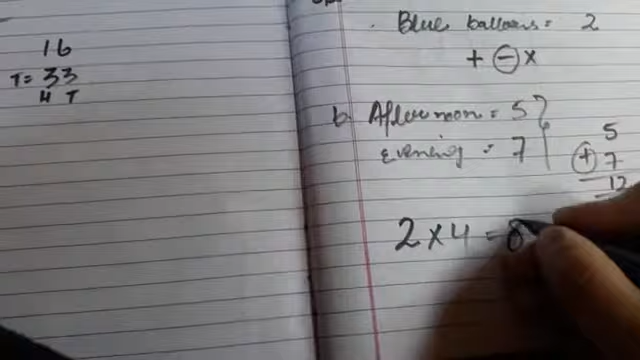 16
T = 33
H T
Blue balloons = 2
+ - x
b. Afternoon = 5 ?
Evening = 7
5
+ 7
12
2 x 4 = 8